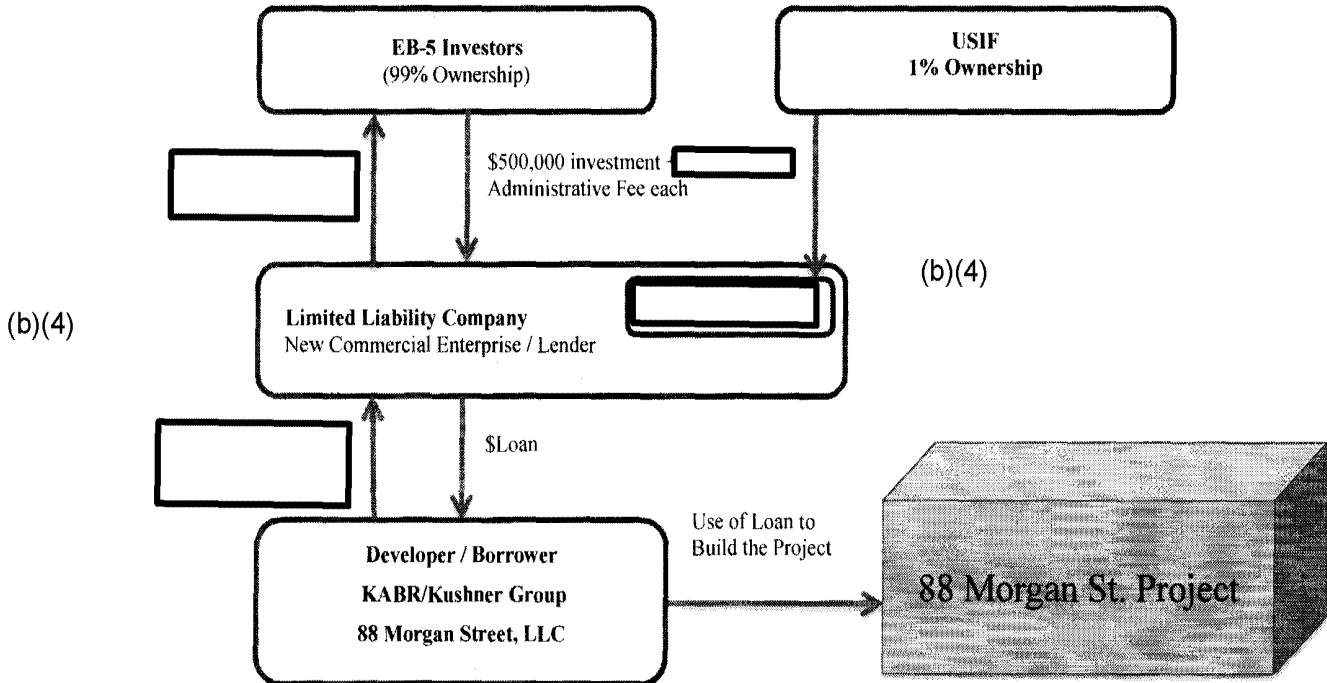 EB-5 Investors
(99% Ownership)
USIF
1% Ownership
$500,000 investment
Administrative Fee each
(b)(4)
(b)(4)
Limited Liability Company
New Commercial Enterprise / Lender
$Loan
Developer / Borrower
KABR/Kushner Group
88 Morgan Street, LLC
Use of Loan to
Build the Project
88 Morgan St. Project